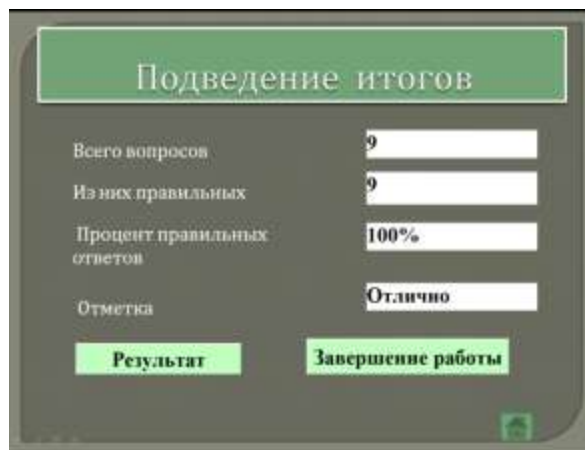 Подведение итогов
Всего вопросов
9
Из них правильных
9
Процент правильных
ответов
100%
Отметка
Отлично
Результат
Завершение работы